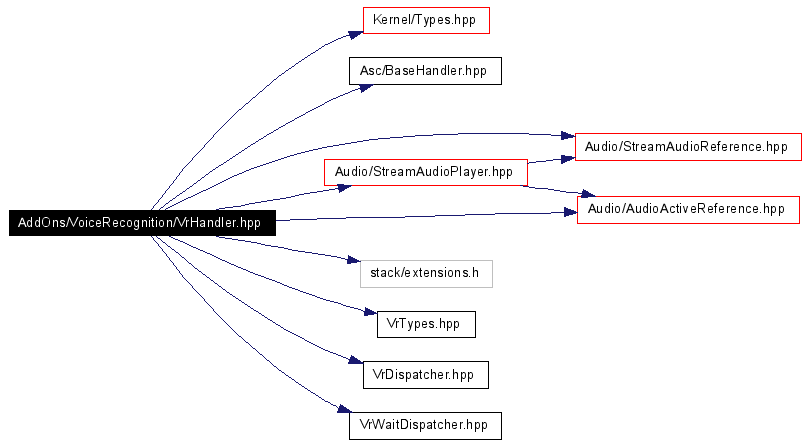 Kernel/Types.hpp
Asc/BaseHandler.hpp
Audio/StreamAudioReference.hpp
Audio/StreamAudioPlayer.hpp
Audio/AudioActiveReference.hpp
AddOns/VoiceRecognition/VrHandler.hpp
stack/extensions.h
VrTypes.hpp
VrDispatcher.hpp
VrWaitDispatcher.hpp